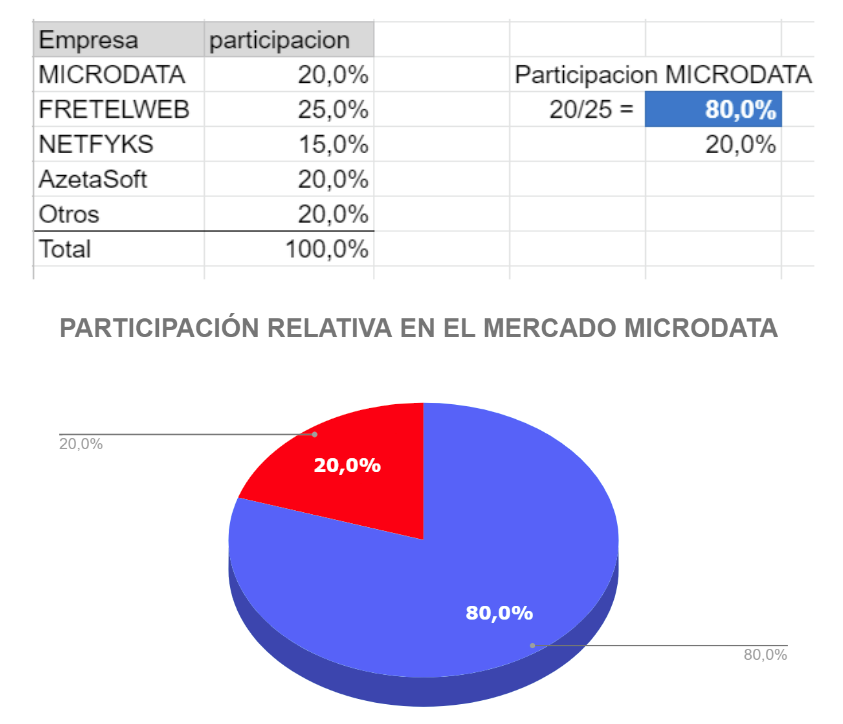 Empresa participacion
MICRODATA 20,0% Participacion MICRODATA
FRETELWEB 25,0% 20/25 = 80,0%
NETFYKS 15,0% 20,0%
AzetaSoft 20,0%
Otros 20,0%
Total 100,0%
PARTICIPACIÓN RELATIVA EN EL MERCADO MICRODATA
20,0%
20,0%
80,0%
80,0%